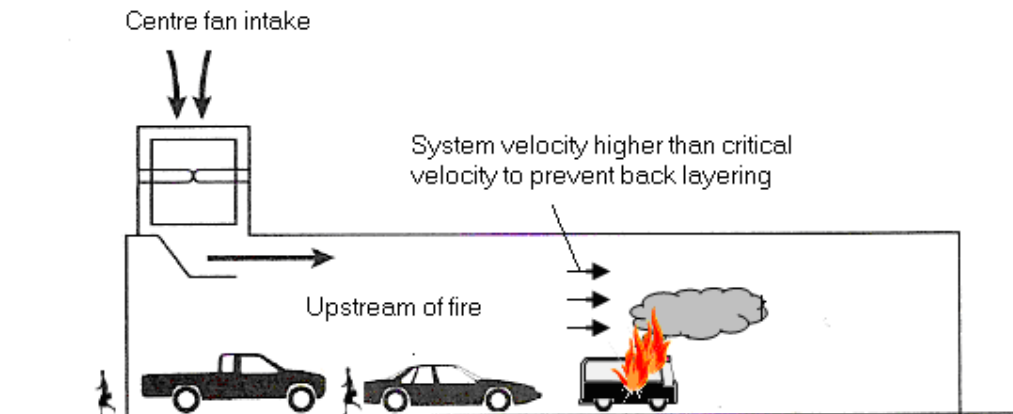 Centre fan intake
System velocity higher than critical
velocity to prevent back layering
Upstream of fire